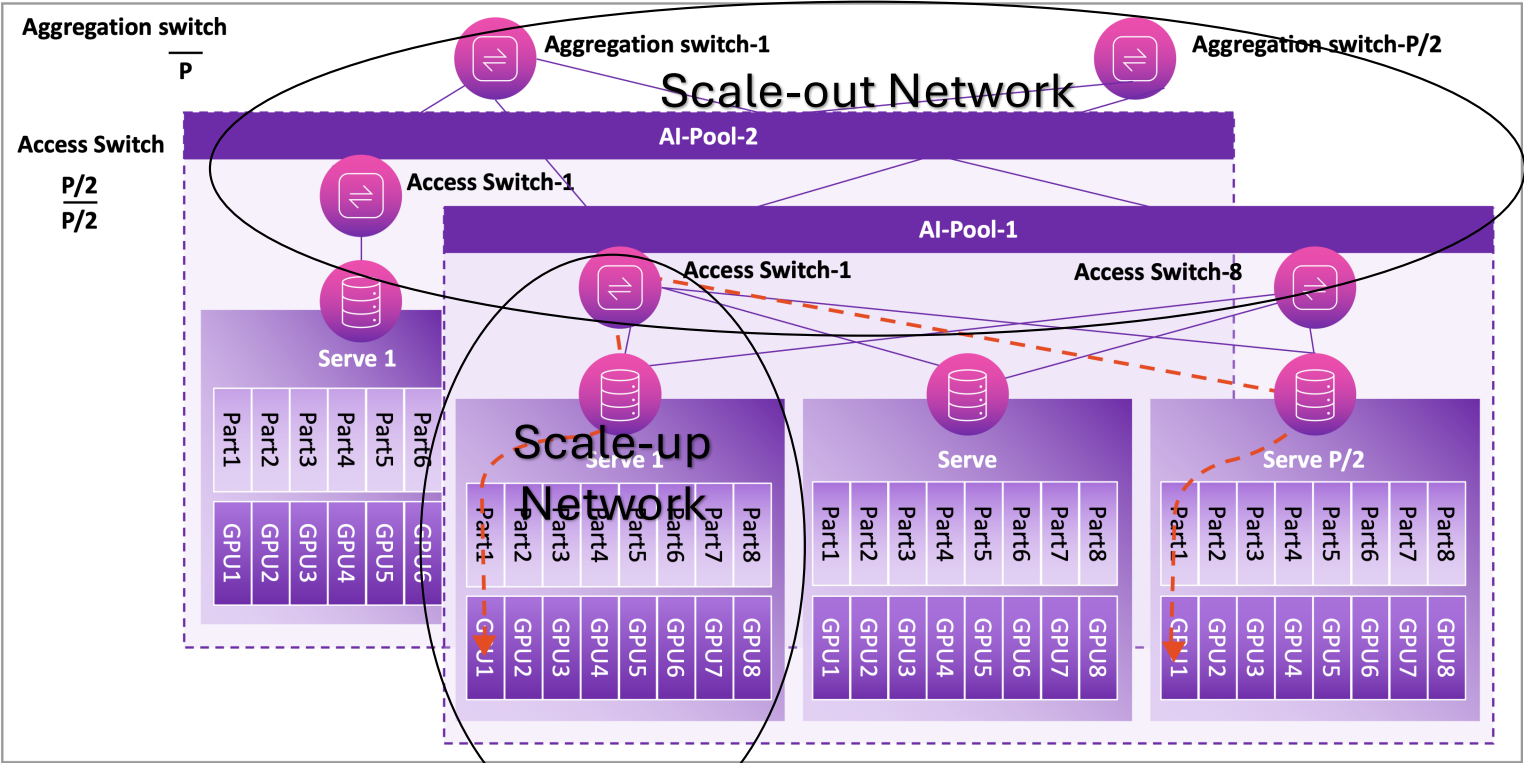 Aggregation switch
P
Aggregation switch-1
Aggregation switch-P/2
Scale-out Network
AI-Pool-2
Access Switch
P/2
P/2
Access Switch-1
AI-Pool-1
Access Switch-1
Access Switch-8
Serve 1
Part1 Part2 Part3 Part4 Part5 Part6
GPU1 GPU2 GPU3 GPU4 GPU5 GPU6
Scale-up
Network
Serve 1
Part1 Part2 Part3 Part4 Part5 Part6 Part7 Part8
GPU1 GPU2 GPU3 GPU4 GPU5 GPU6 GPU7 GPU8
Serve
Part1 Part2 Part3 Part4 Part5 Part6 Part7 Part8
GPU1 GPU2 GPU3 GPU4 GPU5 GPU6 GPU7 GPU8
Serve P/2
Part1 Part2 Part3 Part4 Part5 Part6 Part7 Part8
GPU1 GPU2 GPU3 GPU4 GPU5 GPU6 GPU7 GPU8